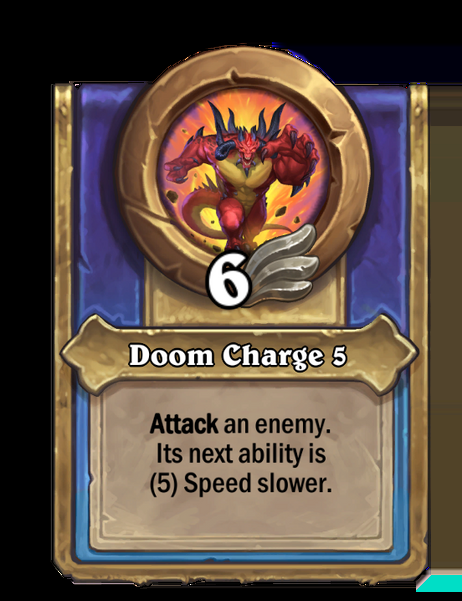 6
Doom Charge 5
Attack an enemy.
Its next ability is
(5) Speed slower.